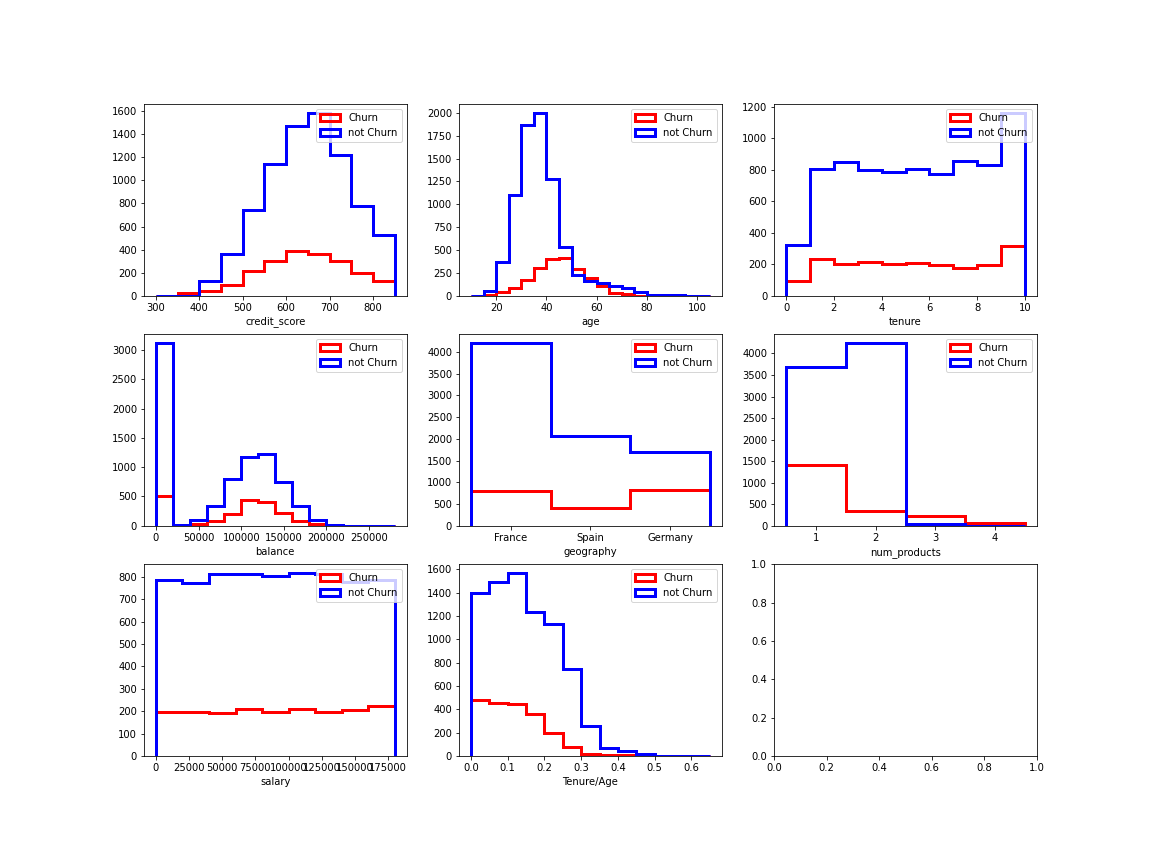 1600
1400
1200
1000
800
600
400
200
0
Churn
not Churn
300 400 500 600 700 800
credit_score
2000
1750
1500
1250
1000
750
500
250
0
Churn
not Churn
20 40 60 80 100
age
1200
1000
800
600
400
200
0
Churn
not Churn
0 2 4 6 8 10
tenure
3000
2500
2000
1500
1000
500
0
Churn
not Churn
0 50000 100000 150000 200000 250000
balance
4000
3500
3000
2500
2000
1500
1000
500
0
Churn
not Churn
France Spain Germany
geography
4000
3500
3000
2500
2000
1500
1000
500
0
Churn
not Churn
1 2 3 4
num_products
800
700
600
500
400
300
200
100
0
Churn
not Churn
0 25000 50000 75000 100000 125000 150000 175000
salary
1600
1400
1200
1000
800
600
400
200
0
Churn
not Churn
0.0 0.1 0.2 0.3 0.4 0.5 0.6
Tenure/Age
1.0
0.8
0.6
0.4
0.2
0.0
0.0 0.2 0.4 0.6 0.8 1.0